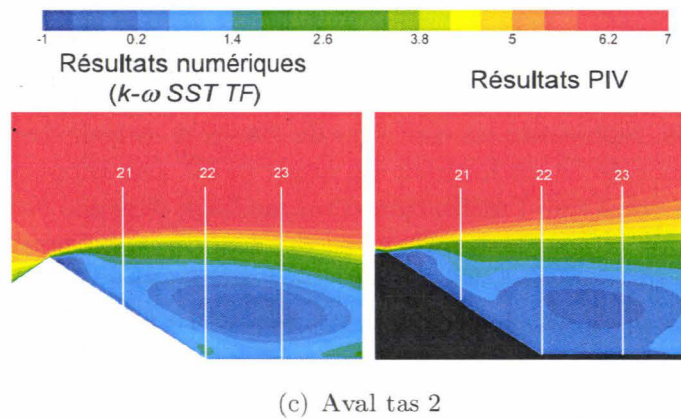 -1 0.2 1.4 2.6 3.8 5 6.2 7
Résultats numériques
(k-ω SST TF)
Résultats PIV
21 22 23
21 22 23
(c) Aval tas 2